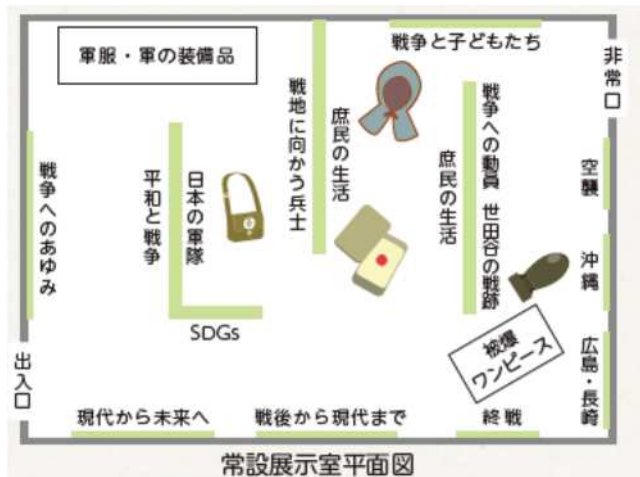 軍服・軍の装備品
戦争と子どもたち
非常口
戦争へのあゆみ
平和と戦争
日本の軍隊
戦地に向かう兵士
庶民の生活
庶民の生活
戦争への動員 世田谷の戦跡
空襲
沖縄
広島・長崎
SDGs
被爆
ワンピース
出入口
現代から未来へ
戦後から現代まで
終戦
常設展示室平面図